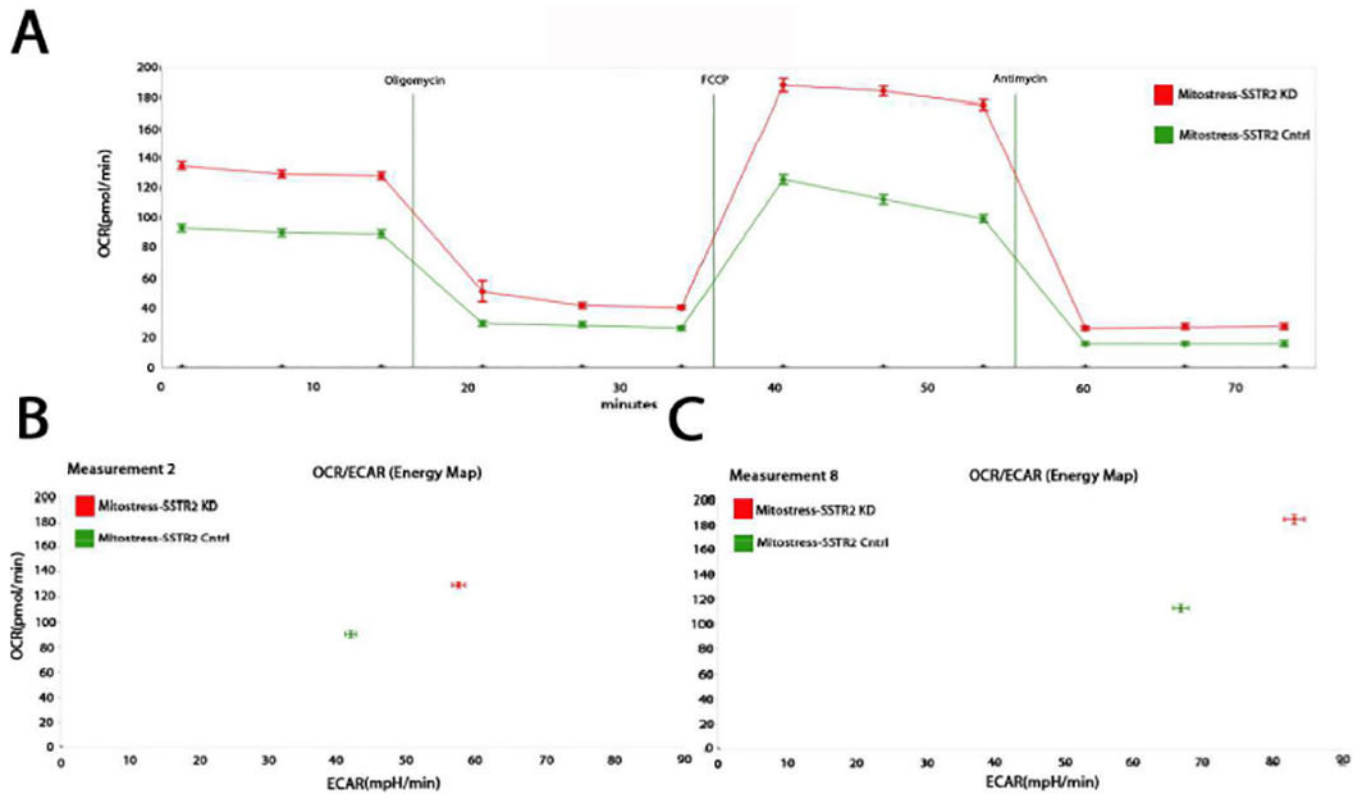 A
200
180
160
140
120
100
80
60
40
20
0
OCR(pmol/min)
Oligomycin
FCCP
Antimycin
Mitostress-SSTR2 KD
Mitostress-SSTR2 Cntrl
0 10 20 30 40 50 60 70
minutes
B
Measurement 2
OCR/ECAR (Energy Map)
Mitostress-SSTR2 KD
Mitostress-SSTR2 Cntrl
200
180
160
140
120
100
80
60
40
20
0
OCR(pmol/min)
0 10 20 30 40 50 60 70 80 90
ECAR(mpH/min)
C
Measurement 8
OCR/ECAR (Energy Map)
Mitostress-SSTR2 KD
Mitostress-SSTR2 Cntrl
200
180
160
140
120
100
80
60
40
20
0
0 10 20 30 40 50 60 70 80 90
ECAR(mpH/min)